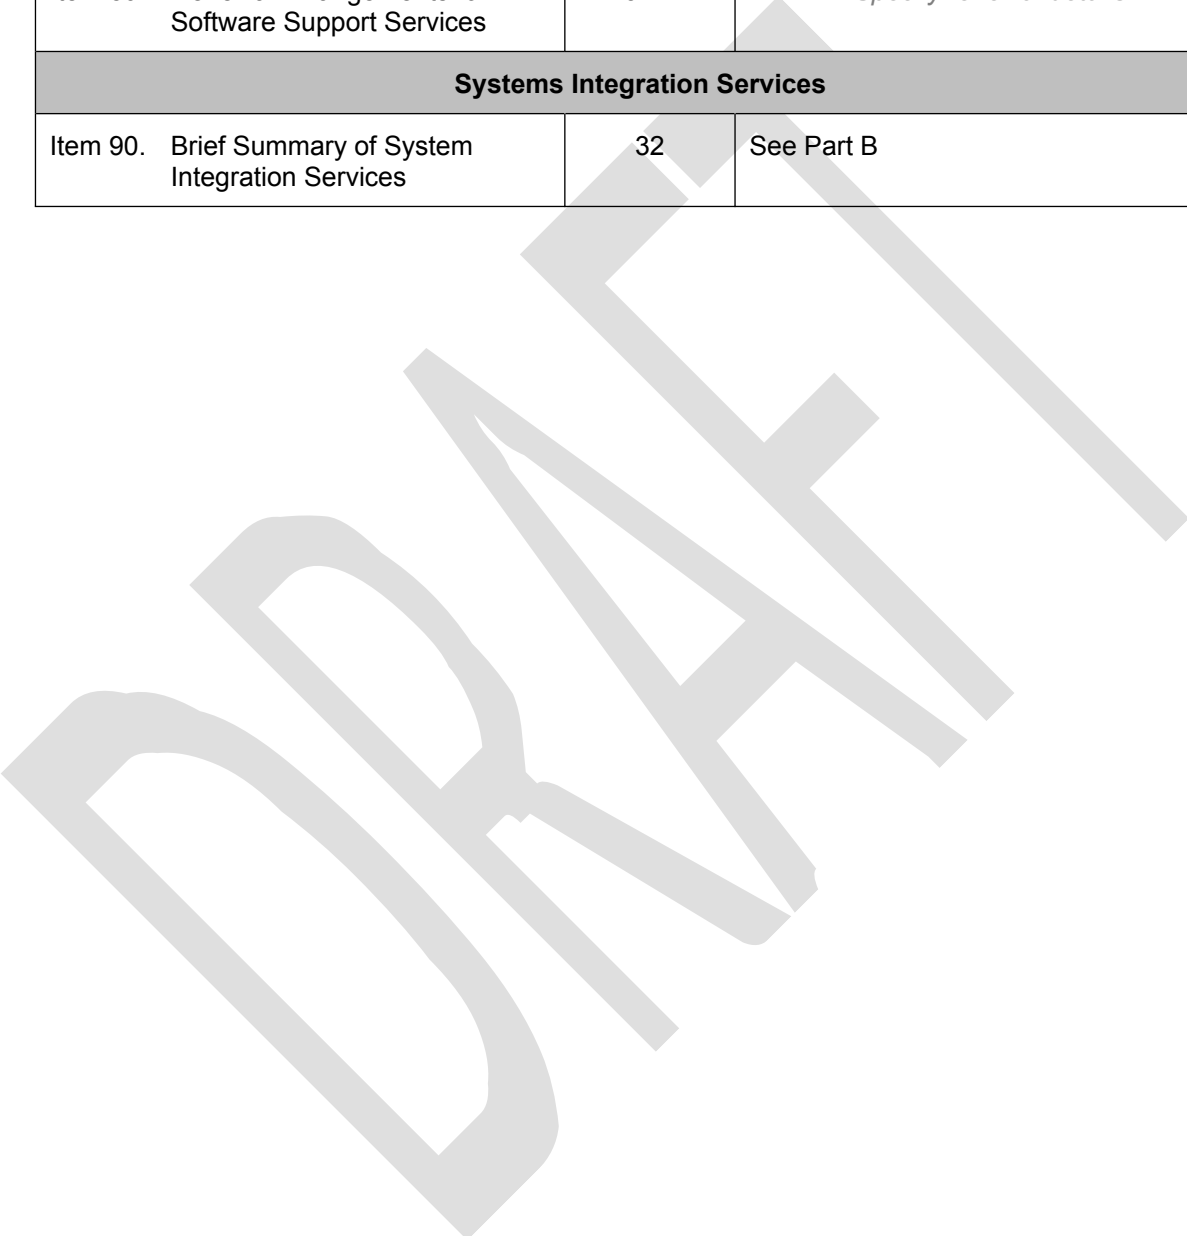 Software Support Services
Systems Integration Services
Item 90. Brief Summary of System 32 See Part B
Integration Services
DRAFT